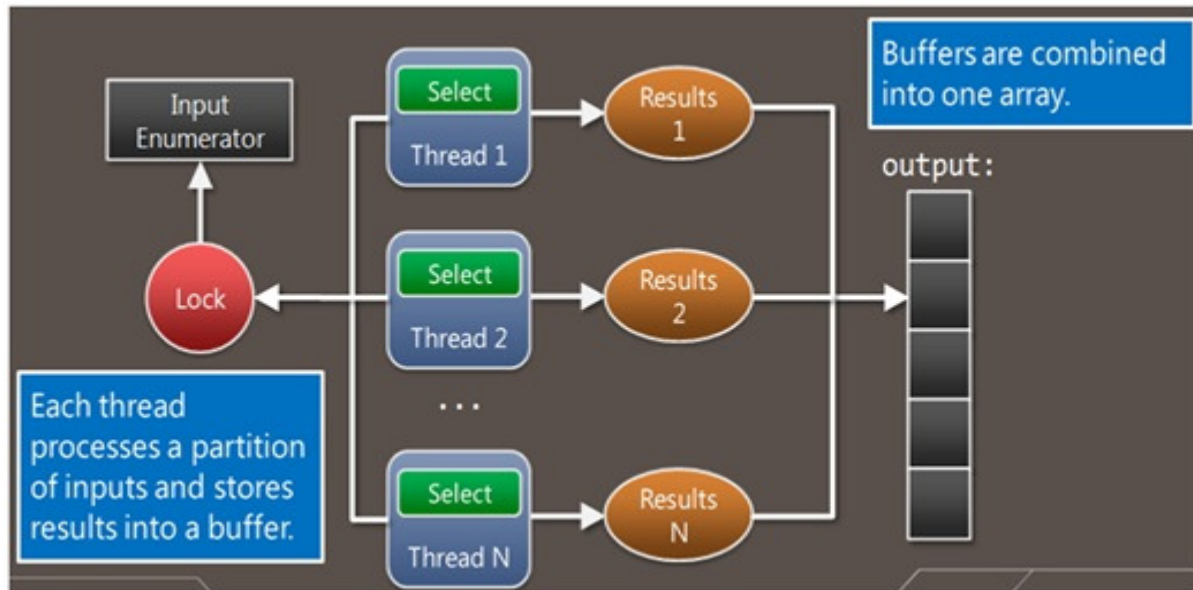 Input
Enumerator
Lock
Each thread
processes a partition
of inputs and stores
results into a buffer.
Select
Thread 1
Select
Thread 2
...
Select
Thread N
Results
1
Results
2
Results
N
Buffers are combined
into one array.
output: